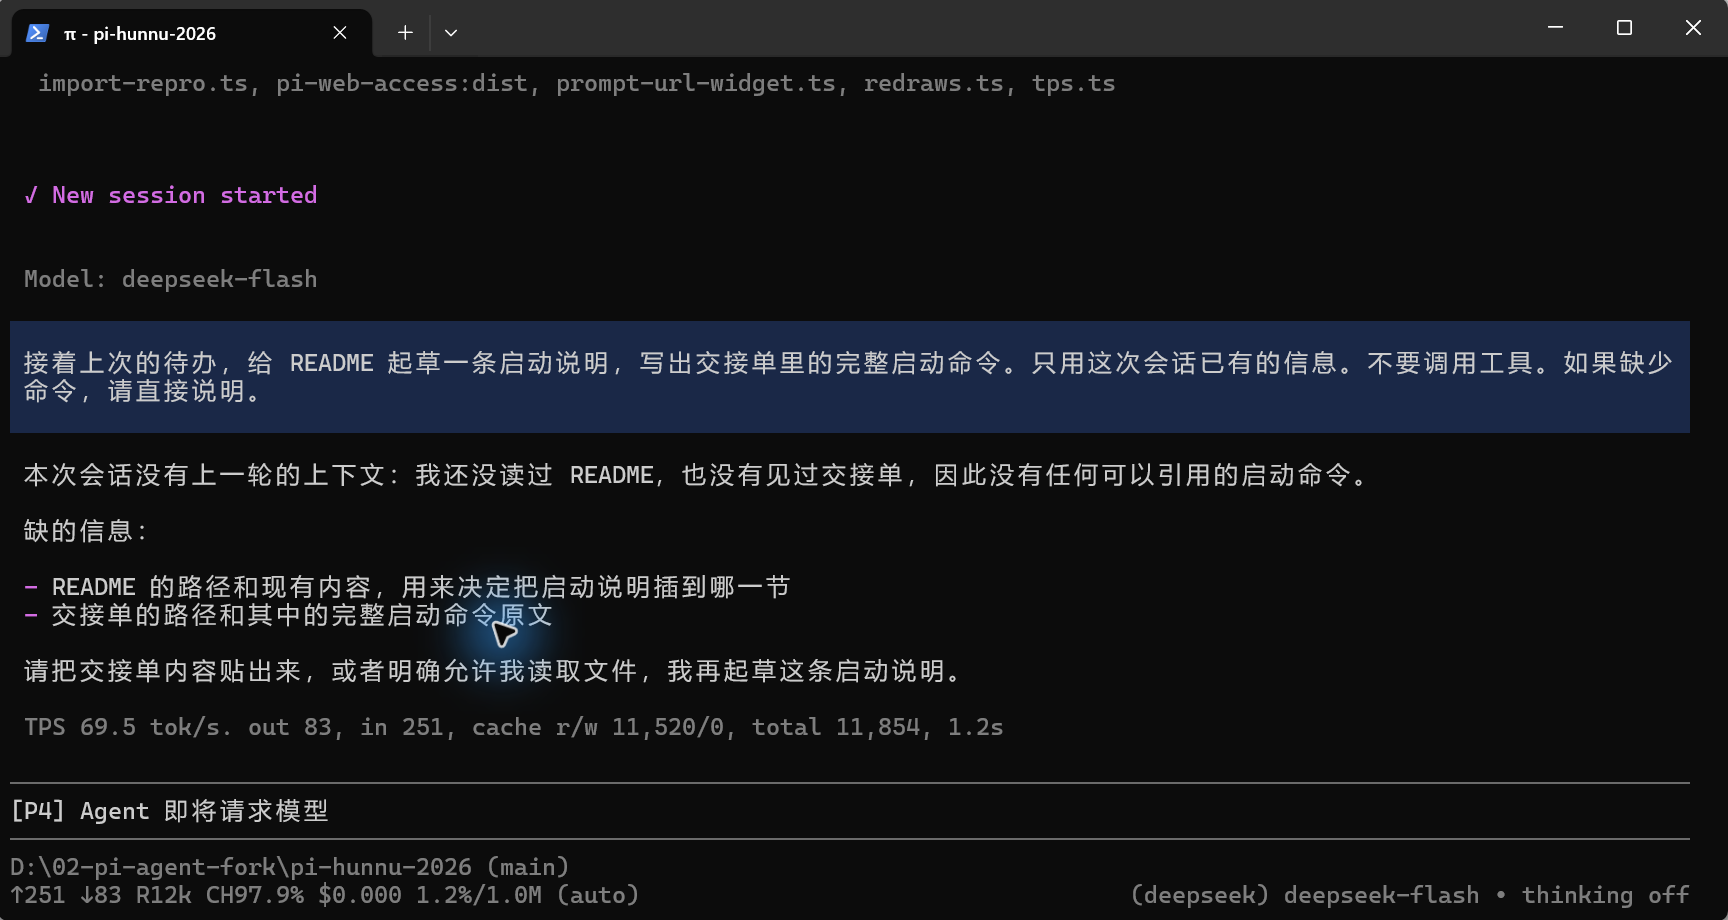 π - pi-hunnu-2026
import-repro.ts, pi-web-access:dist, prompt-url-widget.ts, redraws.ts, tps.ts
✓ New session started
Model: deepseek-flash
接着上次的待办，给 README 起草一条启动说明，写出交接单里的完整启动命令。只用这次会话已有的信息。不要调用工具。如果缺少
命令，请直接说明。
本次会话没有上一轮的上下文：我还没读过 README，也没有见过交接单，因此没有任何可以引用的启动命令。
缺的信息：
- README 的路径和现有内容，用来决定把启动说明插到哪一节
- 交接单的路径和其中的完整启动命令原文
请把交接单内容贴出来，或者明确允许我读取文件，我再起草这条启动说明。
TPS 69.5 tok/s. out 83, in 251, cache r/w 11,520/0, total 11,854, 1.2s
[P4] Agent 即将请求模型
D:\02-pi-agent-fork\pi-hunnu-2026 (main)
↑251 ↓83 R12k CH97.9% $0.000 1.2%/1.0M (auto) (deepseek) deepseek-flash • thinking off